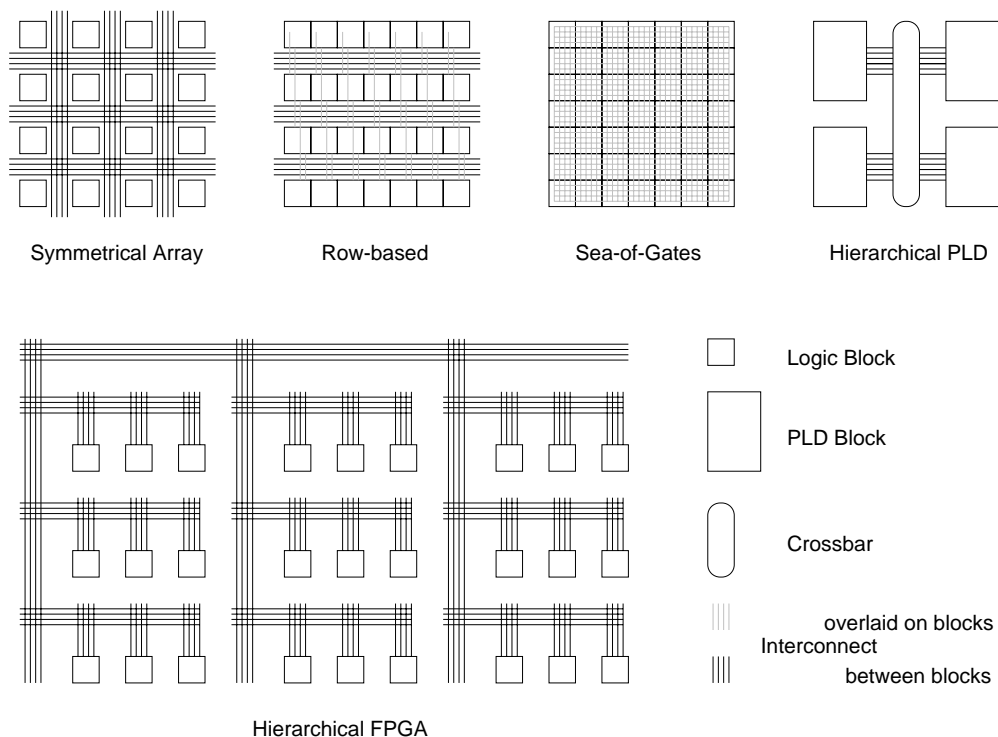 Symmetrical Array
Row-based
Sea-of-Gates
Hierarchical PLD
Logic Block
PLD Block
Crossbar
overlaid on blocks
Interconnect
between blocks
Hierarchical FPGA